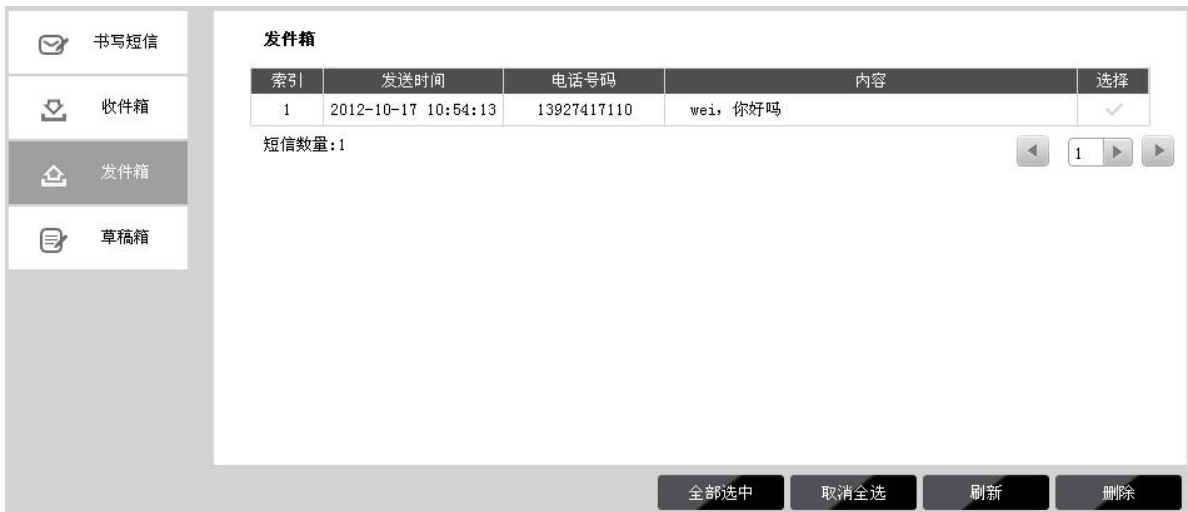 书写短信
收件箱
发件箱
草稿箱
发件箱
索引 发送时间 电话号码 内容 选择
1 2012-10-17 10:54:13 13927417110 wei, 你好吗
短信数量:1
1
全部选中 取消全选 刷新 删除